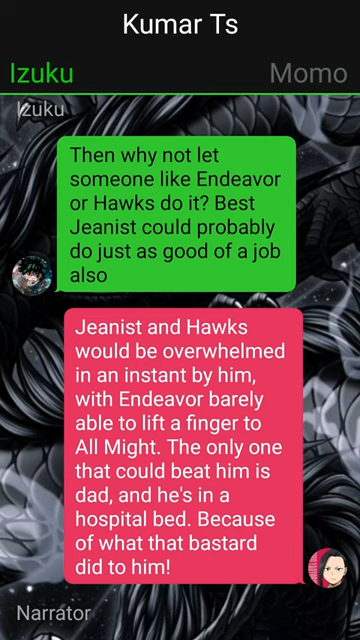 Kumar Ts
Izuku Momo
Izuku
Then why not let
someone like Endeavor
or Hawks do it? Best
Jeanist could probably
do just as good of a job
also
Jeanist and Hawks
would be overwhelmed
in an instant by him,
with Endeavor barely
able to lift a finger to
All Might. The only one
that could beat him is
dad, and he's in a
hospital bed. Because
of what that bastard
did to him!
Narrator